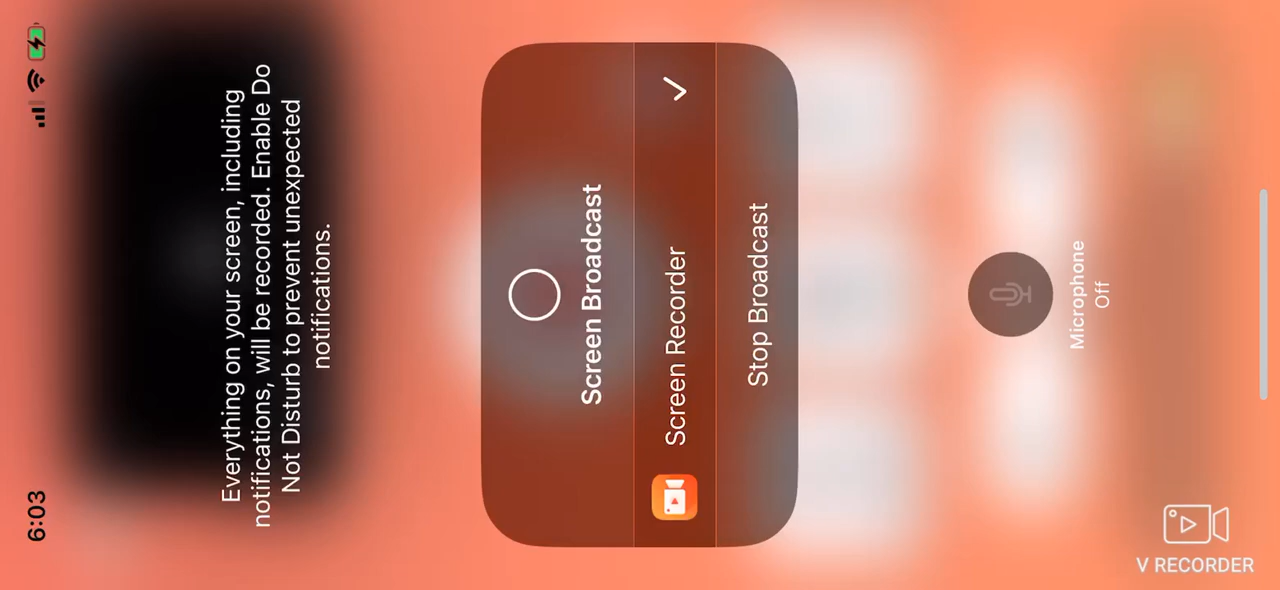 6:03
Everything on your screen, including
notifications, will be recorded. Enable Do
Not Disturb to prevent unexpected
notifications.
Screen Broadcast
Screen Recorder
Stop Broadcast
Microphone
Off
V RECORDER